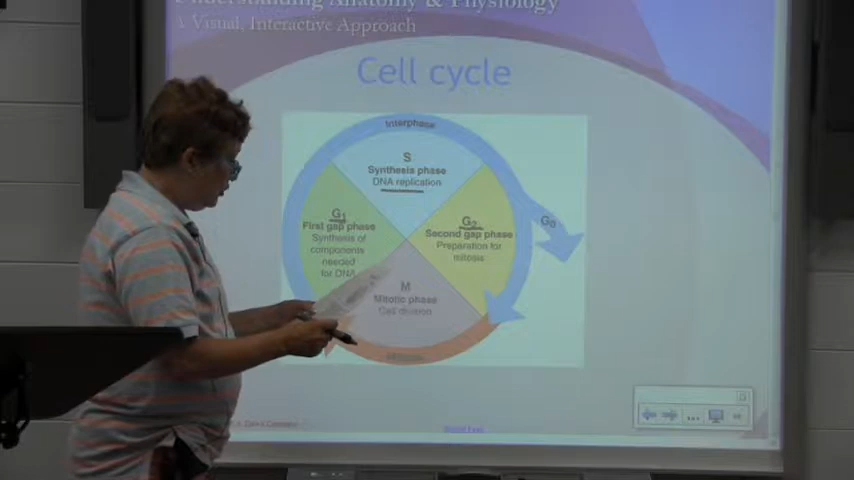 Understanding Anatomy & Physiology
A Visual, Interactive Approach
Cell cycle
Interphase
S
Synthesis phase
DNA replication
G1
First gap phase
Synthesis of
components
needed
for DNA
G2
Second gap phase
Preparation for
mitosis
G0
M
Mitotic phase
Cell division